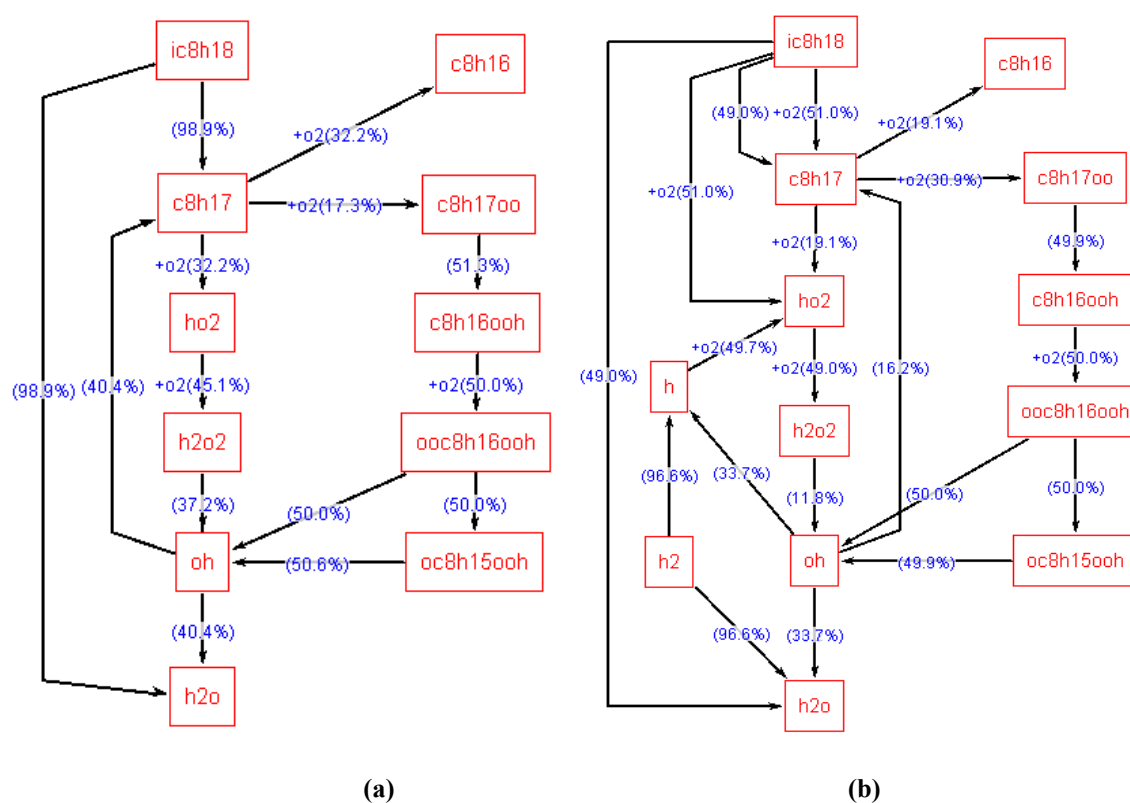 ic8h18
c8h16
(98.9%)
+o2(32.2%)
c8h17
+o2(17.3%)
c8h17oo
+o2(32.2%)
(51.3%)
ho2
c8h16ooh
(98.9%)
(40.4%)
+o2(45.1%)
+o2(50.0%)
h2o2
ooc8h16ooh
(37.2%)
(50.0%)
(50.0%)
oh
(50.6%)
oc8h15ooh
(40.4%)
h2o
(a)
ic8h18
c8h16
(49.0%)
+o2(51.0%)
+o2(19.1%)
c8h17
+o2(51.0%)
+o2(30.9%)
c8h17oo
+o2(19.1%)
(49.9%)
ho2
c8h16ooh
+o2(49.7%)
(49.0%)
+o2(49.0%)
(16.2%)
+o2(50.0%)
h
h2o2
ooc8h16ooh
(96.6%)
(33.7%)
(11.8%)
(50.0%)
(50.0%)
h2
oh
(49.9%)
oc8h15ooh
(96.6%)
(33.7%)
h2o
(b)